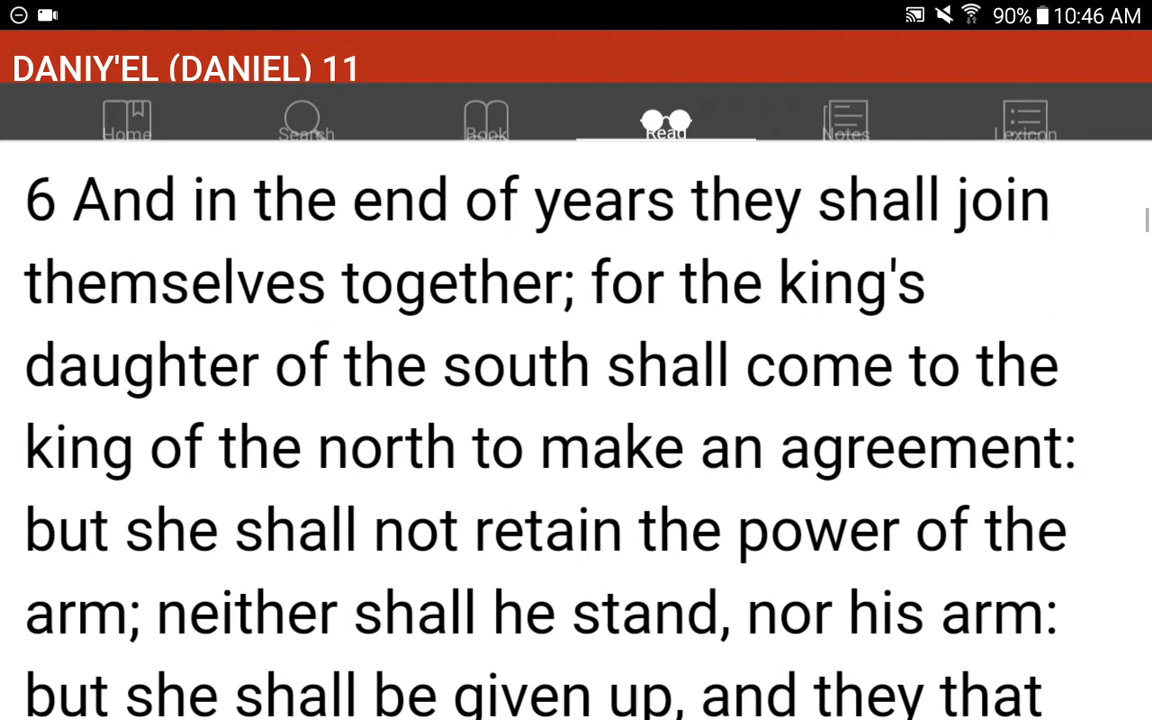 90% 10:46 AM
DANIY'EL (DANIEL) 11
Home Search Book Read Notes Lexicon
6 And in the end of years they shall join
themselves together; for the king's
daughter of the south shall come to the
king of the north to make an agreement:
but she shall not retain the power of the
arm; neither shall he stand, nor his arm:
but she shall be given up, and they that